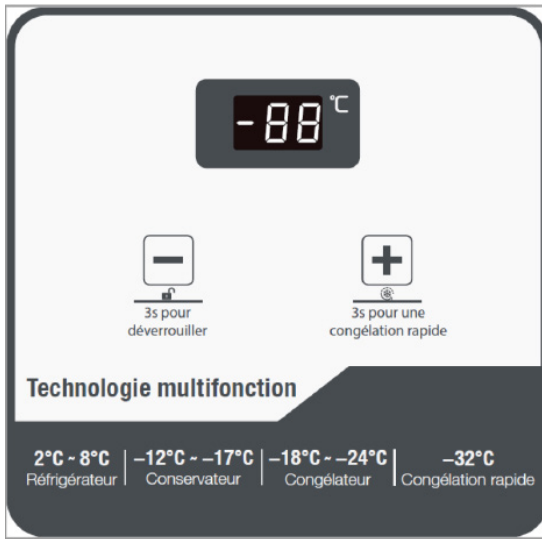 -88 °C
3s pour
déverrouiller
3s pour une
congélation rapide
Technologie multifonction
2°C ~ 8°C
Réfrigérateur
–12°C ~ –17°C
Conservateur
–18°C ~ –24°C
Congélateur
–32°C
Congélation rapide